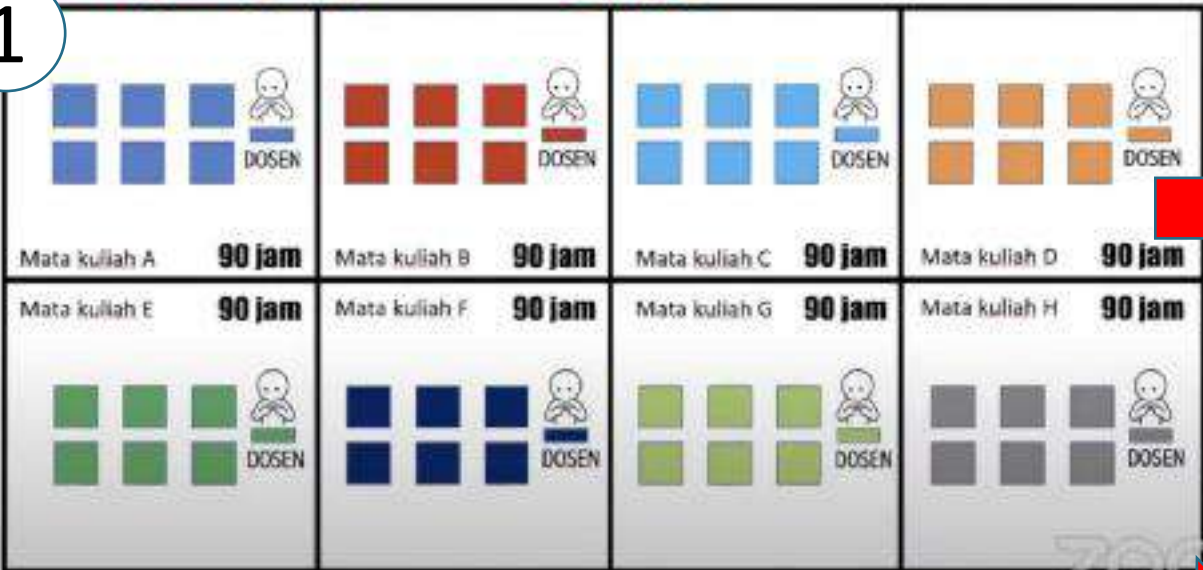 1
DOSEN DOSEN DOSEN DOSEN
Mata kuliah A 90 jam Mata kuliah B 90 jam Mata kuliah C 90 jam Mata kuliah D 90 jam
Mata kuliah E 90 jam Mata kuliah F 90 jam Mata kuliah G 90 jam Mata kuliah H 90 jam
DOSEN DOSEN DOSEN DOSEN